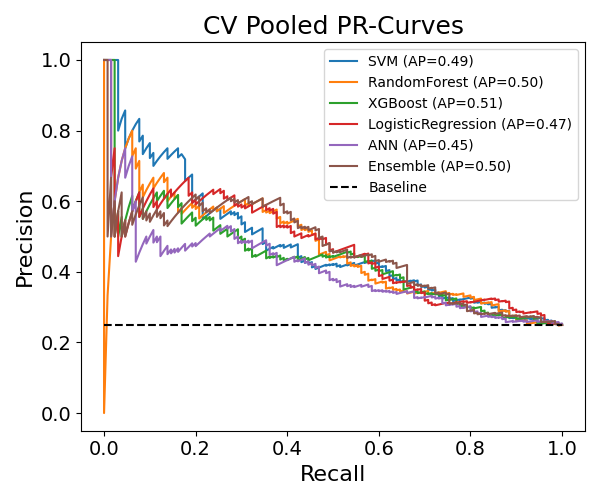 CV Pooled PR-Curves
Precision
1.0
0.8
0.6
0.4
0.2
0.0
SVM (AP=0.49)
RandomForest (AP=0.50)
XGBoost (AP=0.51)
LogisticRegression (AP=0.47)
ANN (AP=0.45)
Ensemble (AP=0.50)
Baseline
0.0 0.2 0.4 0.6 0.8 1.0
Recall